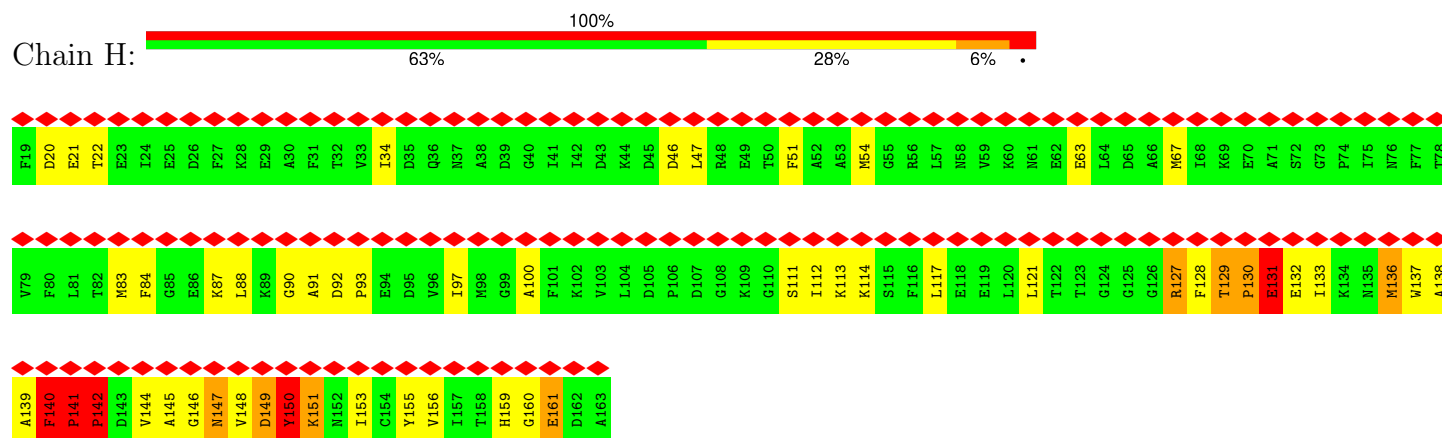 100%
Chain H:
63% 28% 6% •
F19 D20 E21 T22 E23 I24 E25 D26 F27 K28 E29 A30 F31 T32 V33 I34 D35 Q36 N37 A38 D39 G40 I41 I42 D43 K44 D45 D46 L47 R48 E49 T50 F51 A52 A53 M54 G55 R56 L57 N58 V59 K60 N61 E62 E63 L64 D65 A66 M67 I68 K69 E70 A71 S72 G73 P74 I75 N76 F77 T78
V79 F80 L81 T82 M83 F84 G85 E86 K87 L88 K89 G90 A91 D92 P93 E94 D95 V96 I97 M98 G99 A100 F101 K102 V103 L104 D105 P106 D107 G108 K109 G110 S111 I112 K113 K114 S115 F116 L117 E118 E119 L120 L121 T122 T123 G124 G125 G126 R127 F128 T129 P130 E131 E132 I133 K134 N135 M136 W137 A138
A139 F140 P141 P142 D143 V144 A145 G146 N147 V148 D149 Y150 K151 N152 I153 C154 Y155 V156 I157 T158 H159 G160 E161 D162 A163